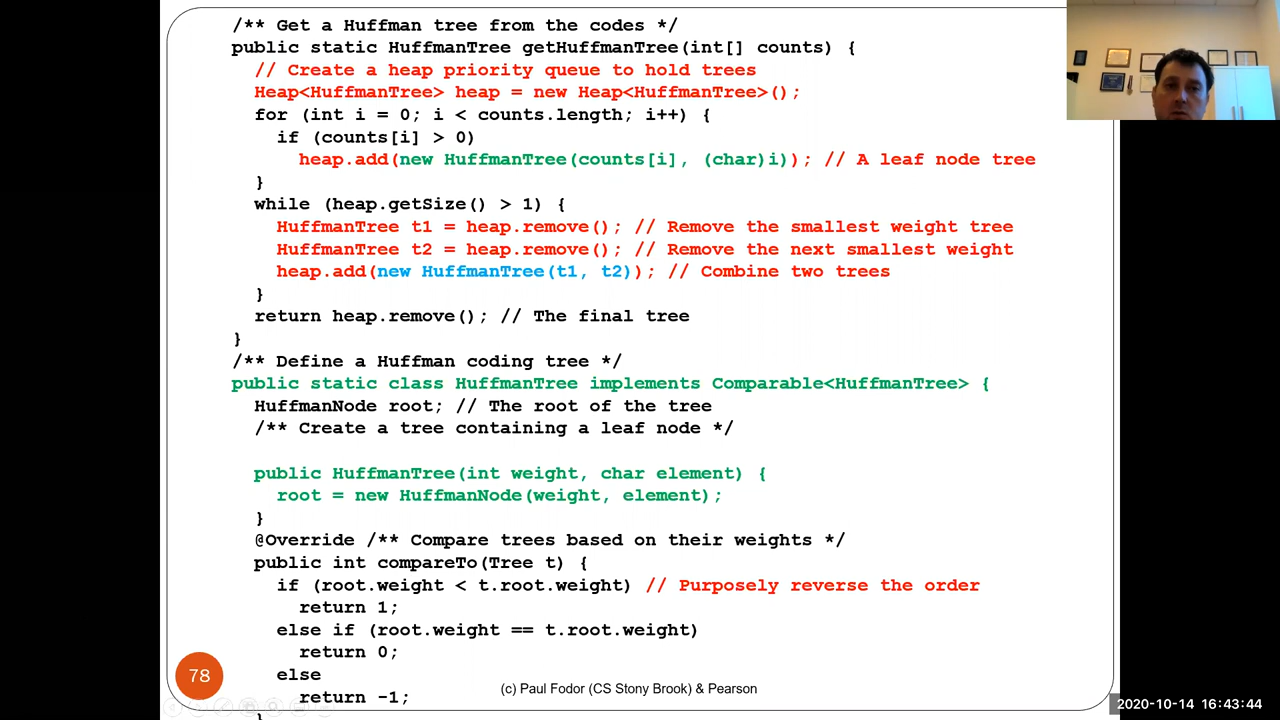 /** Get a Huffman tree from the codes */
public static HuffmanTree getHuffmanTree(int[] counts) {
  // Create a heap priority queue to hold trees
  Heap<HuffmanTree> heap = new Heap<HuffmanTree>();
  for (int i = 0; i < counts.length; i++) {
    if (counts[i] > 0)
      heap.add(new HuffmanTree(counts[i], (char)i)); // A leaf node tree
  }
  while (heap.getSize() > 1) {
    HuffmanTree t1 = heap.remove(); // Remove the smallest weight tree
    HuffmanTree t2 = heap.remove(); // Remove the next smallest weight
    heap.add(new HuffmanTree(t1, t2)); // Combine two trees
  }
  return heap.remove(); // The final tree
}
/** Define a Huffman coding tree */
public static class HuffmanTree implements Comparable<HuffmanTree> {
  HuffmanNode root; // The root of the tree
  /** Create a tree containing a leaf node */
  public HuffmanTree(int weight, char element) {
    root = new HuffmanNode(weight, element);
  }
  @Override /** Compare trees based on their weights */
  public int compareTo(Tree t) {
    if (root.weight < t.root.weight) // Purposely reverse the order
      return 1;
    else if (root.weight == t.root.weight)
      return 0;
    else
      return -1;
  }
78
(c) Paul Fodor (CS Stony Brook) & Pearson
2020-10-14 16:43:44